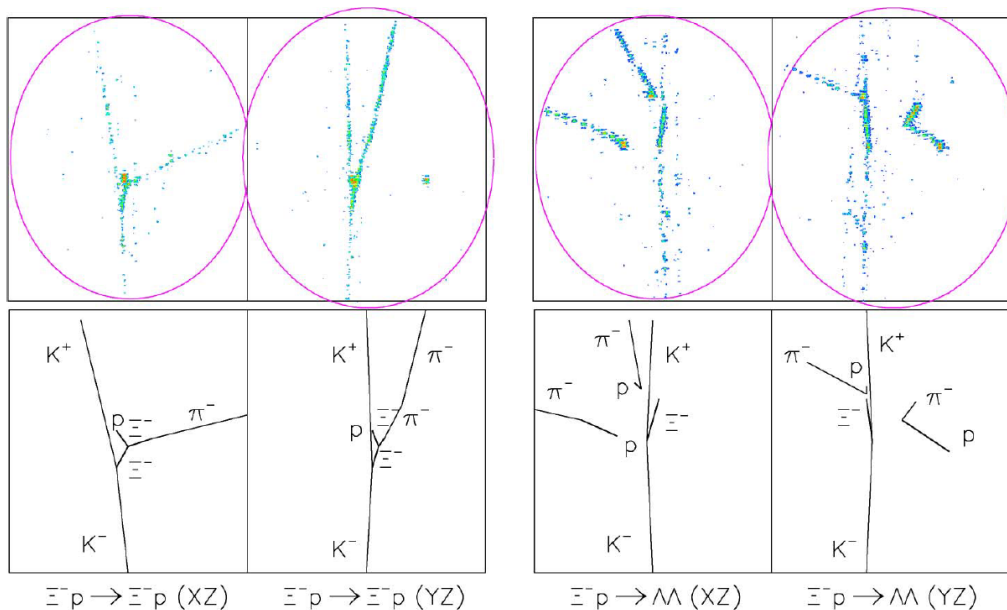 K⁺
p
Ξ⁻
π⁻
Ξ⁻
K⁻
K⁺
π⁻
Ξ⁻
π⁻
p
Ξ⁻
K⁻
π⁻
K⁺
π⁻
p
Ξ⁻
p
K⁻
K⁺
π⁻
p
π⁻
Ξ⁻
p
K⁻
Ξ⁻p → Ξ⁻p (XZ)
Ξ⁻p → Ξ⁻p (YZ)
Ξ⁻p → ΛΛ (XZ)
Ξ⁻p → ΛΛ (YZ)